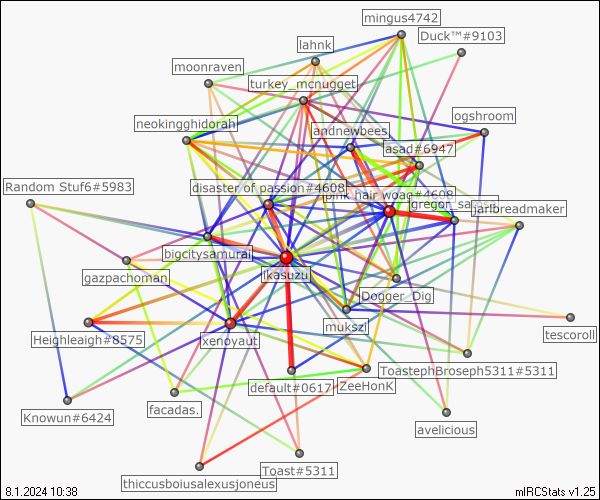 mingus4742
Duck™#9103
lahnk
moonraven
turkey_mcnugget
ogshroom
neokingghidorah
andnewbees
asad#6947
Random Stuf6#5983
disaster of passion#4608
pink hair woag#4608
jarlbreadmaker
bigcitysamurai
ikasuzu
gazpachoman
Dogger_Dig
mukszi
tescoroll
Heighleaigh#8575
xenoyaut
ToastephBroseph5311#5311
default#0617
ZeeHonK
Knowun#6424
facadas.
avelicious
Toast#5311
thiccusboiusalexusjoneus
8.1.2024 10:38
mIRCStats v1.25